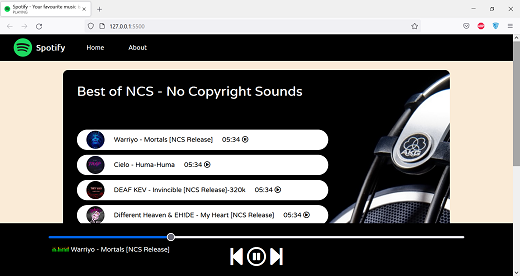 Spotify - Your favourite music
PLAYING
127.0.0.1:5500
Spotify
Home
About
Best of NCS - No Copyright Sounds
Warriyo - Mortals [NCS Release] 05:34
Cielo - Huma-Huma 05:34
DEAF KEV - Invincible [NCS Release]-320k 05:34
Different Heaven & EH!DE - My Heart [NCS Release] 05:34
AKG
Warriyo - Mortals [NCS Release]